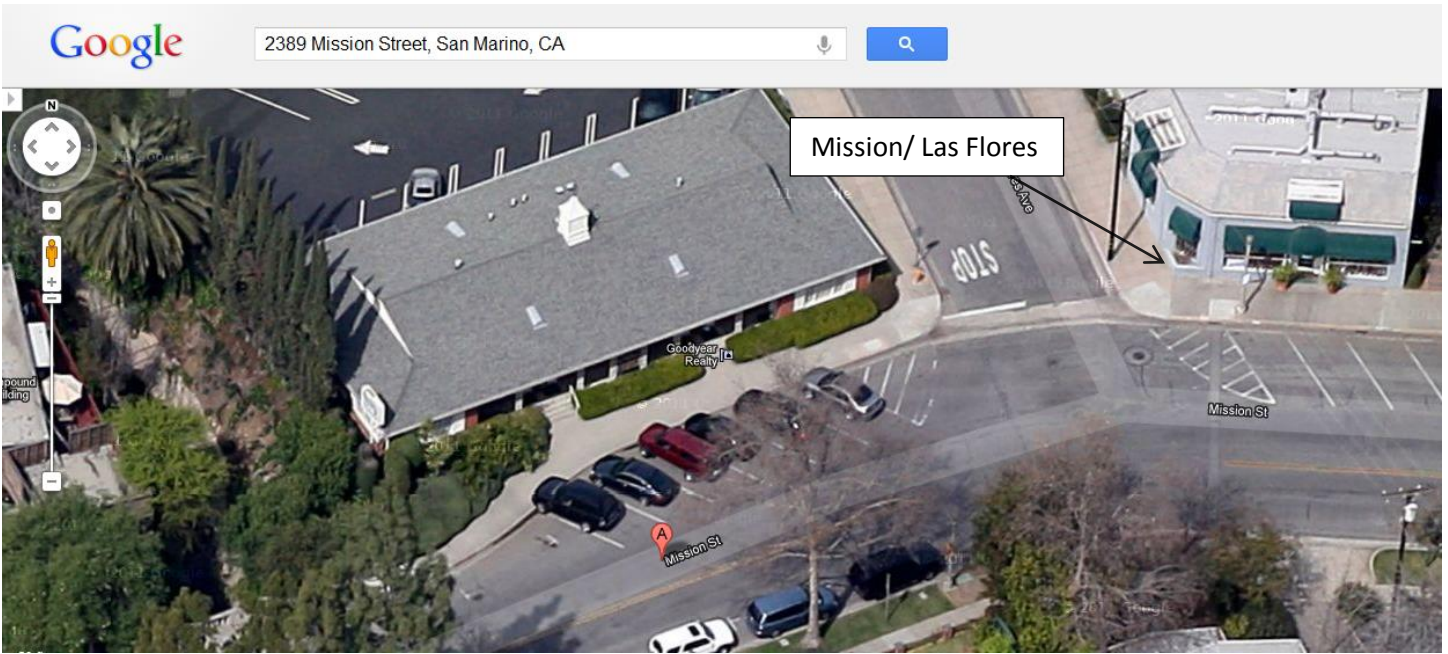 Google
2389 Mission Street, San Marino, CA
N
Mission/ Las Flores
STOP
Goodyear
Realty
Mission St
A
Mission St